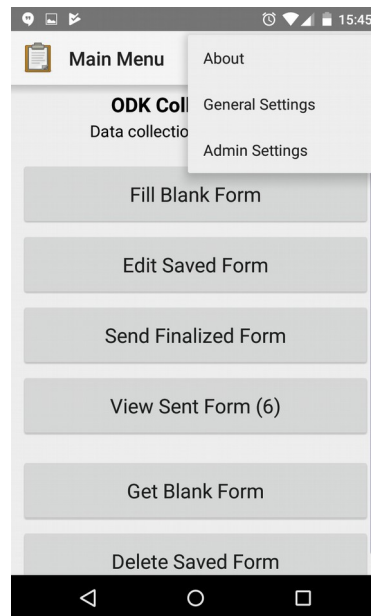 15:45
Main Menu
About
General Settings
Admin Settings
ODK Coll
Data collectio
Fill Blank Form
Edit Saved Form
Send Finalized Form
View Sent Form (6)
Get Blank Form
Delete Saved Form